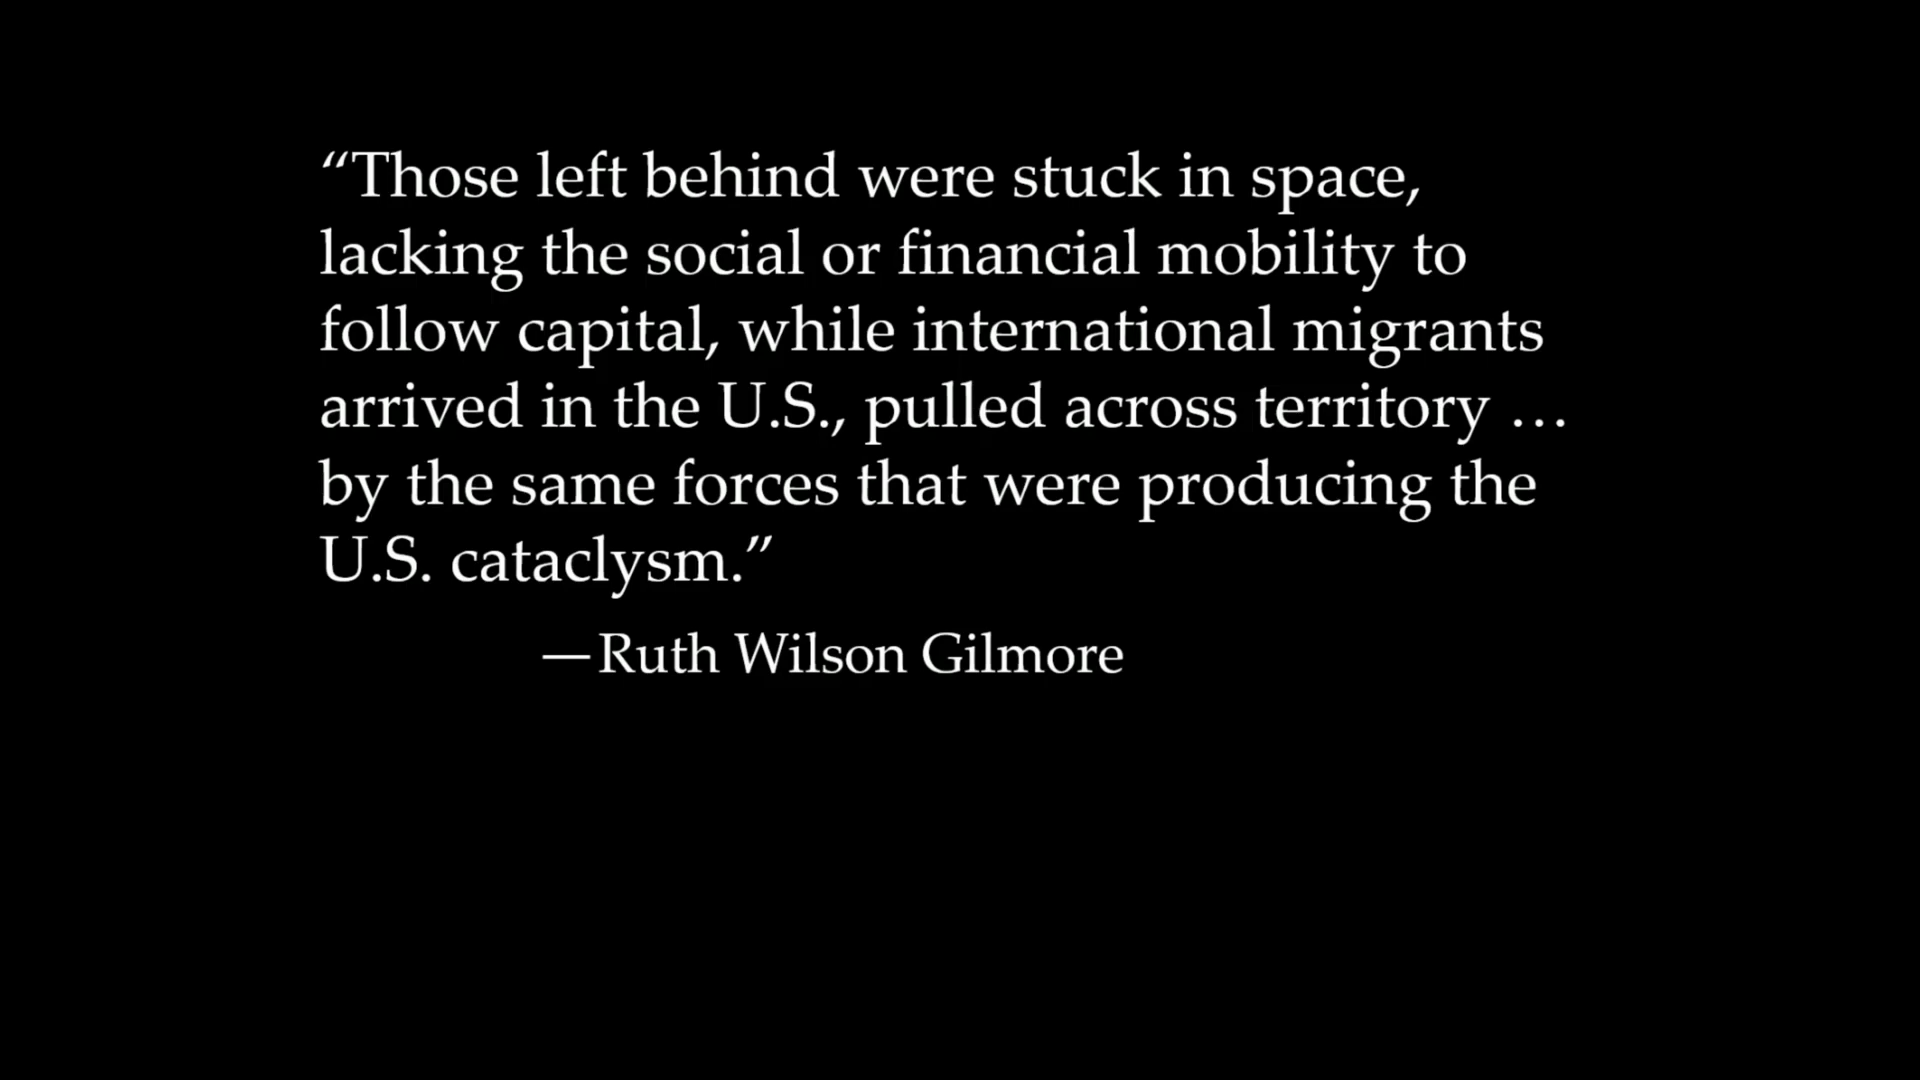 “Those left behind were stuck in space,
lacking the social or financial mobility to
follow capital, while international migrants
arrived in the U.S., pulled across territory …
by the same forces that were producing the
U.S. cataclysm.”
—Ruth Wilson Gilmore